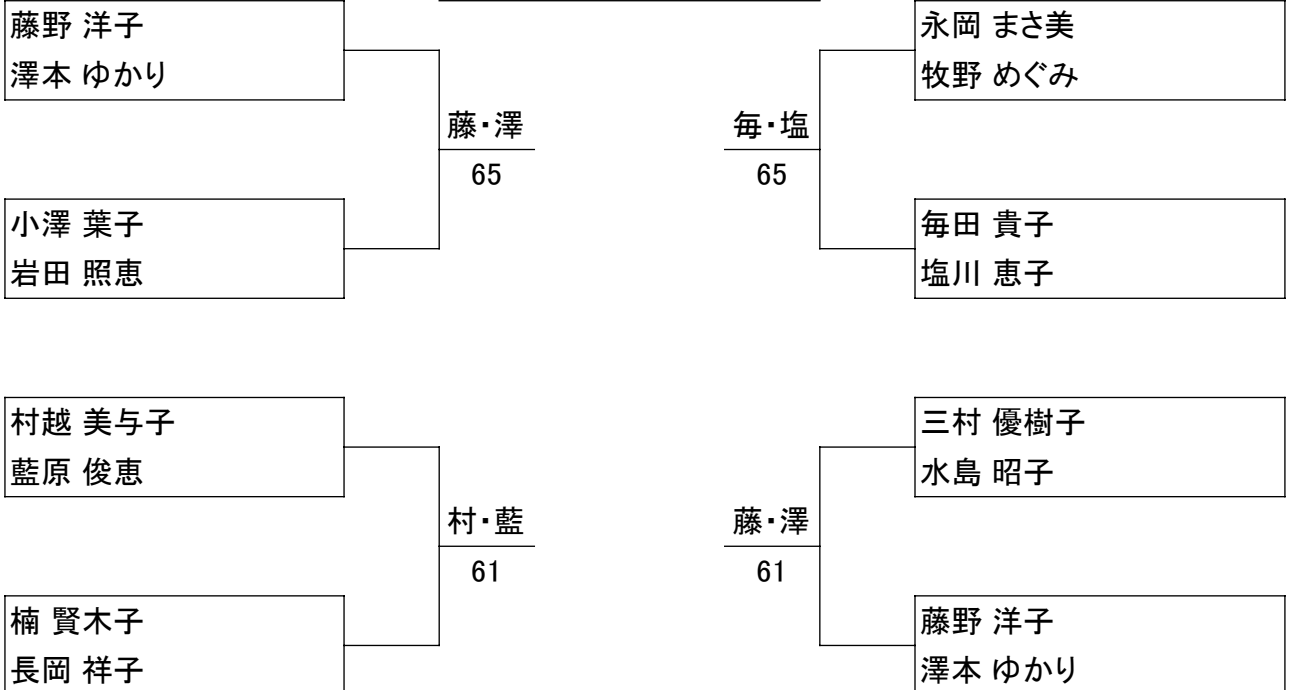 藤野 洋子
澤本 ゆかり
藤・澤
65
小澤 葉子
岩田 照恵
永岡 まさ美
牧野 めぐみ
毎・塩
65
毎田 貴子
塩川 恵子
村越 美与子
藍原 俊恵
村・藍
61
楠 賢木子
長岡 祥子
三村 優樹子
水島 昭子
藤・澤
61
藤野 洋子
澤本 ゆかり